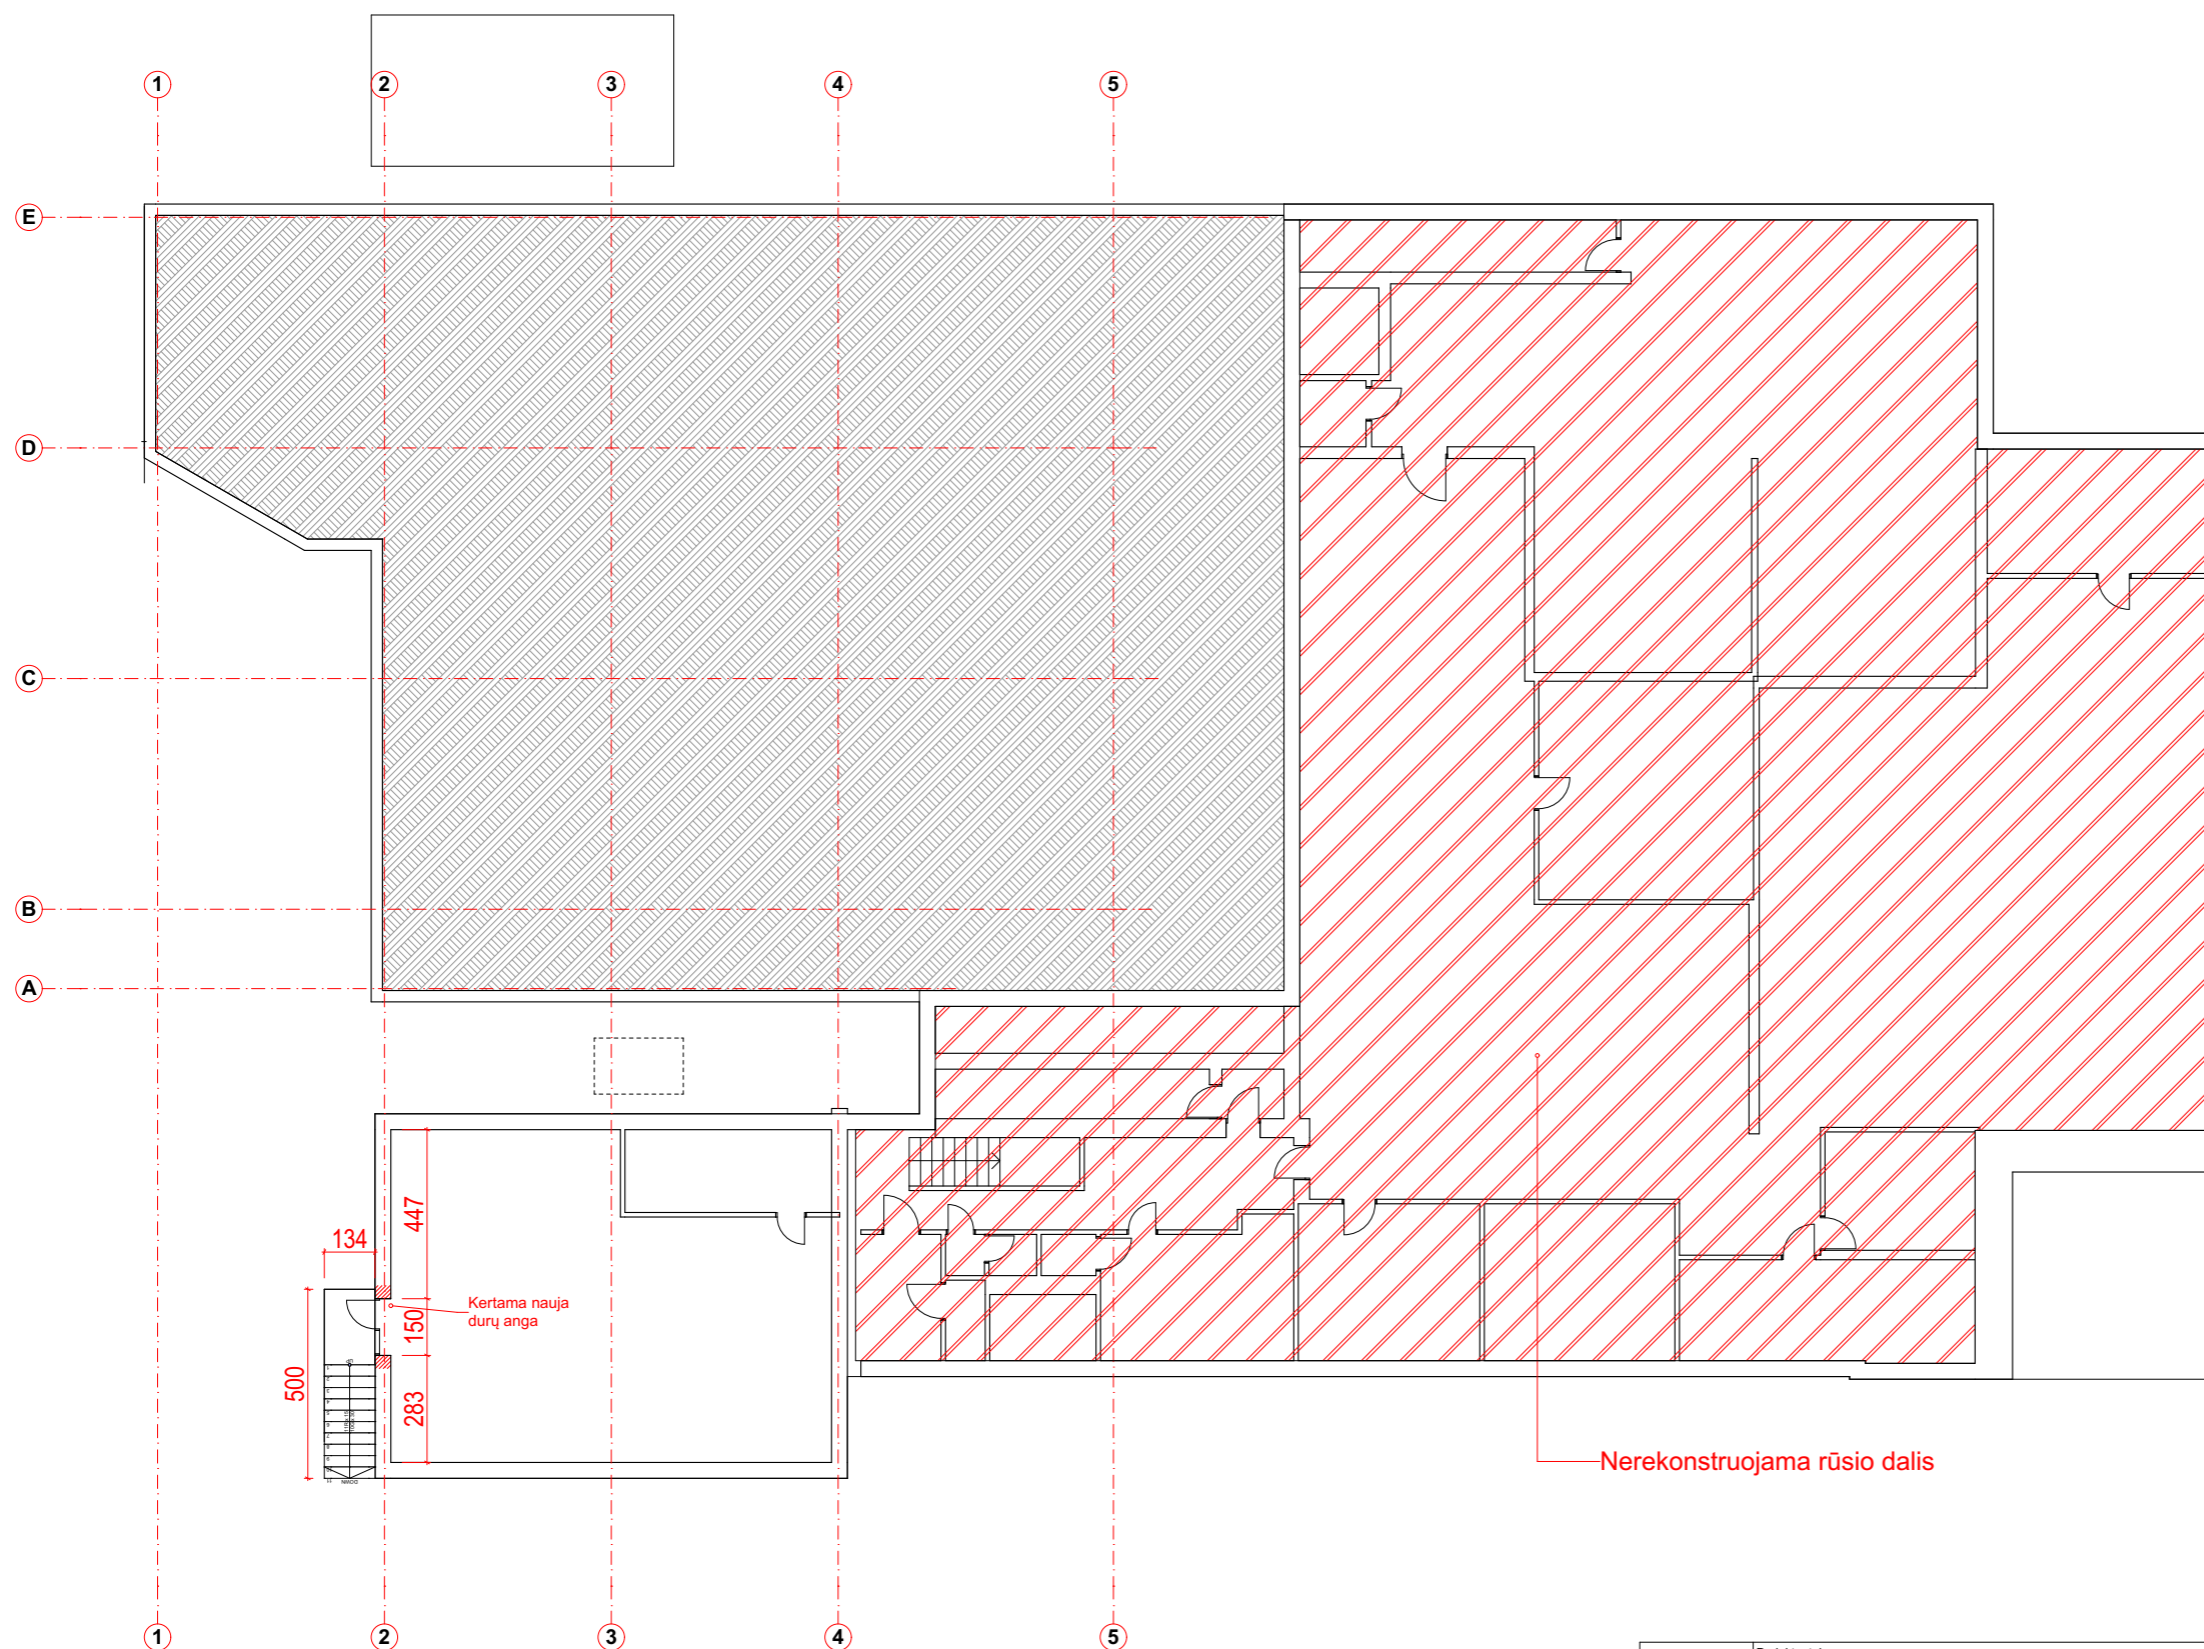 1 2 3 4 5
E
D
C
B
A
447
134
Kertama nauja
durų anga
150
500
283
Nerekonstruojama rūsio dalis
1 2 3 4 5